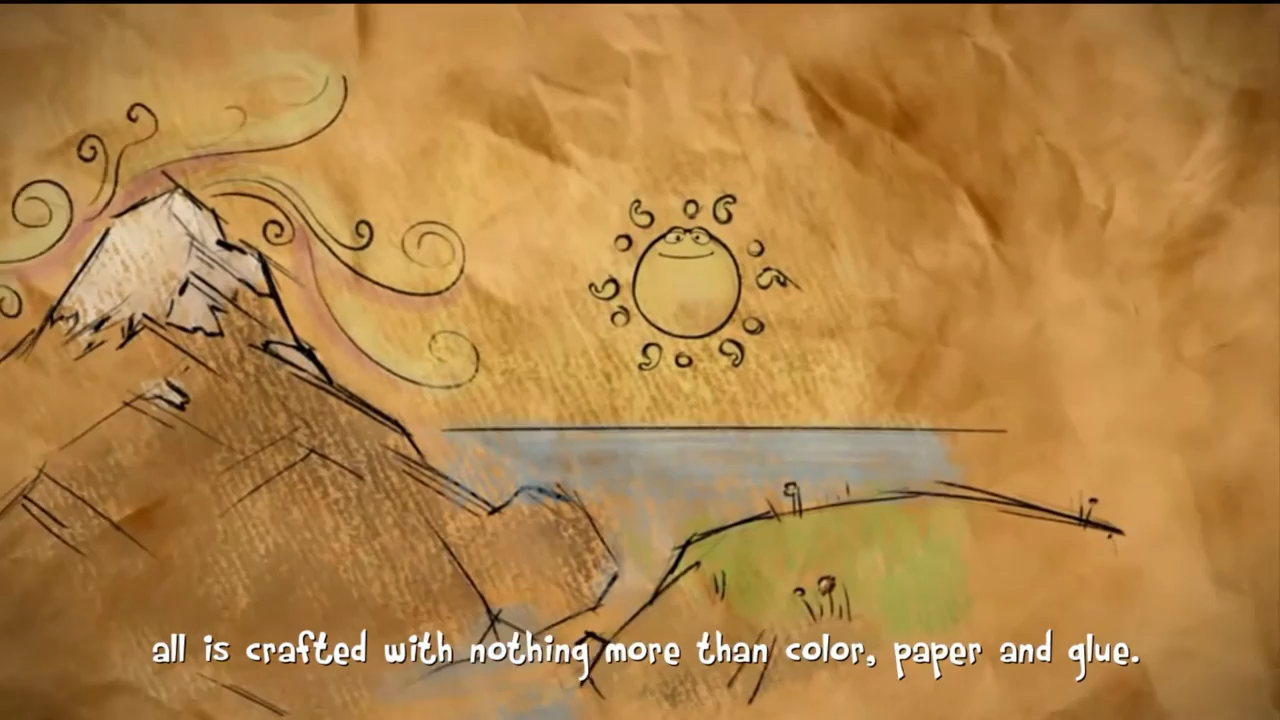 all is crafted with nothing more than color, paper and glue.